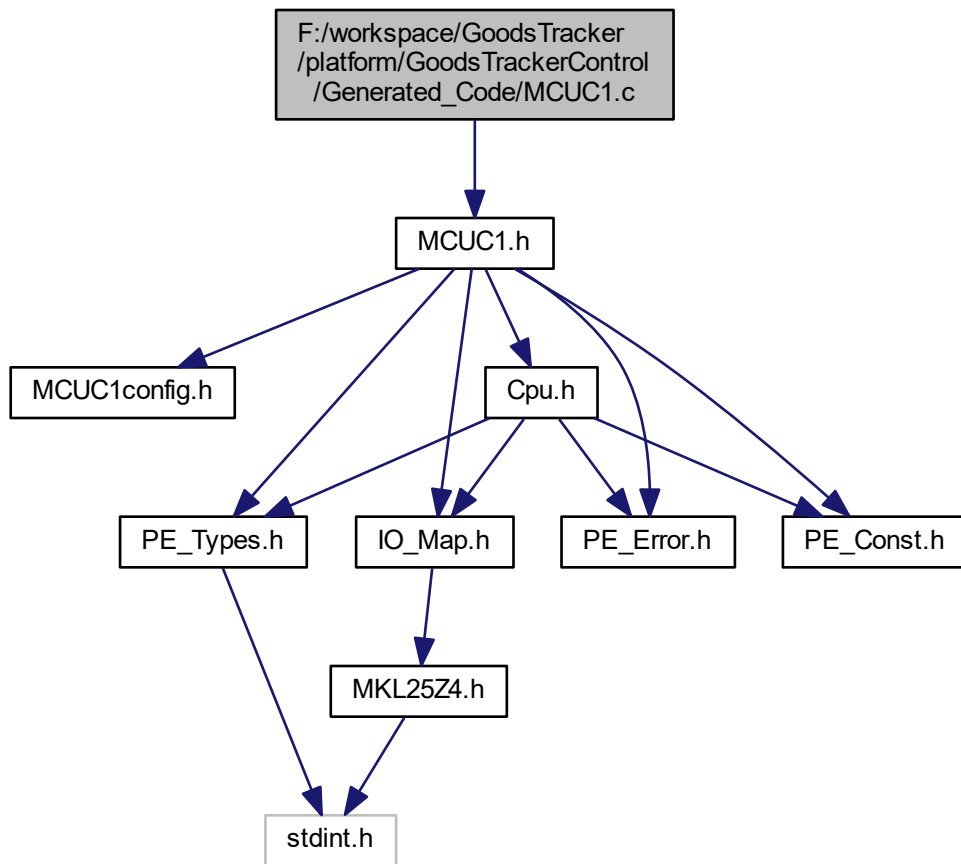 F:/workspace/GoodsTracker
/platform/GoodsTrackerControl
/Generated_Code/MCUC1.c
MCUC1.h
MCUC1config.h
Cpu.h
PE_Types.h
IO_Map.h
PE_Error.h
PE_Const.h
MKL25Z4.h
stdint.h